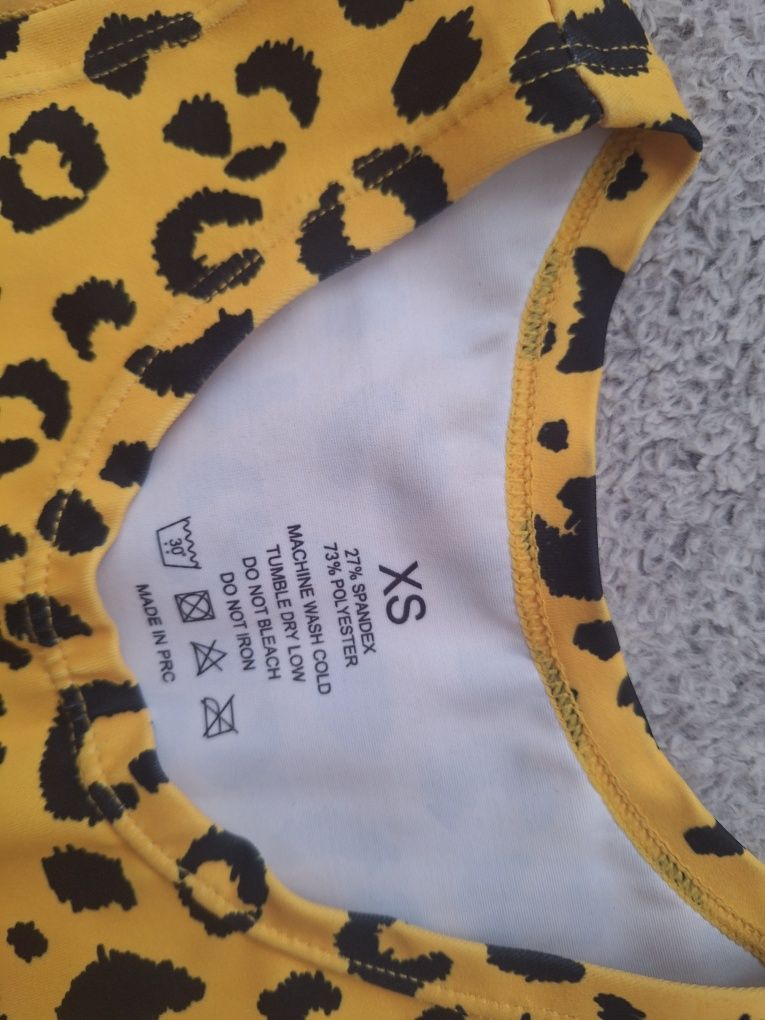 XS
27% SPANDEX
73% POLYESTER
MACHINE WASH COLD
TUMBLE DRY LOW
DO NOT BLEACH
DO NOT IRON
30°
MADE IN PRC